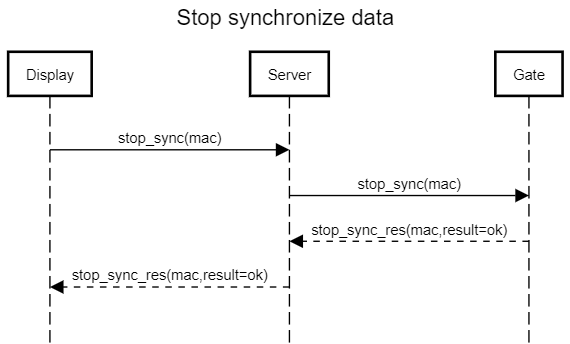 Stop synchronize data
Display
Server
Gate
stop_sync(mac)
stop_sync(mac)
stop_sync_res(mac,result=ok)
stop_sync_res(mac,result=ok)